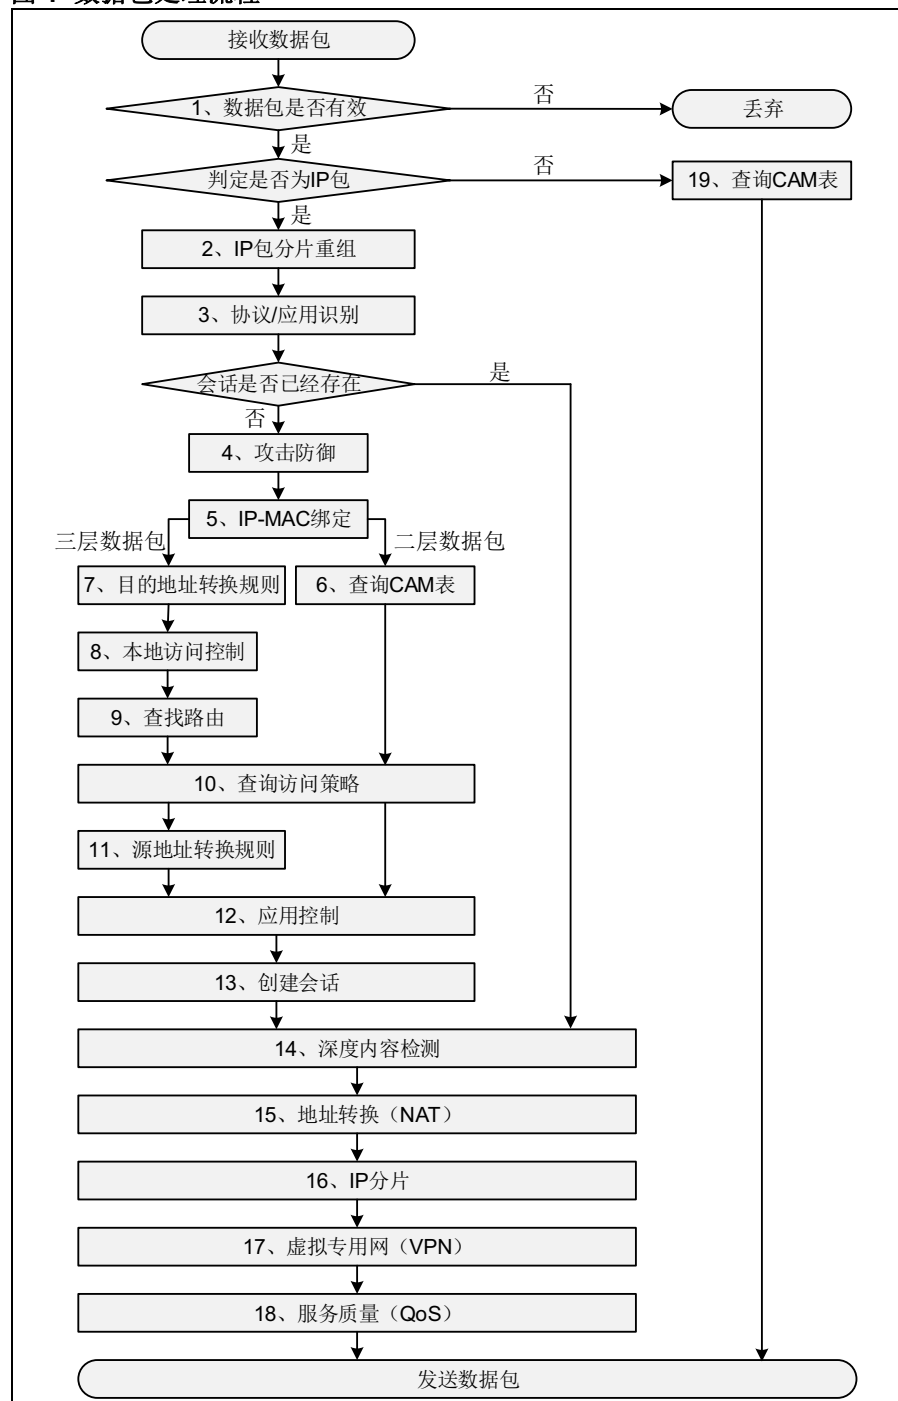 接收数据包
1、数据包是否有效
否
丢弃
是
判定是否为IP包
否
19、查询CAM表
是
2、IP包分片重组
3、协议/应用识别
会话是否已经存在
是
否
4、攻击防御
5、IP-MAC绑定
三层数据包
二层数据包
7、目的地址转换规则
6、查询CAM表
8、本地访问控制
9、查找路由
10、查询访问策略
11、源地址转换规则
12、应用控制
13、创建会话
14、深度内容检测
15、地址转换（NAT）
16、IP分片
17、虚拟专用网（VPN）
18、服务质量（QoS）
发送数据包